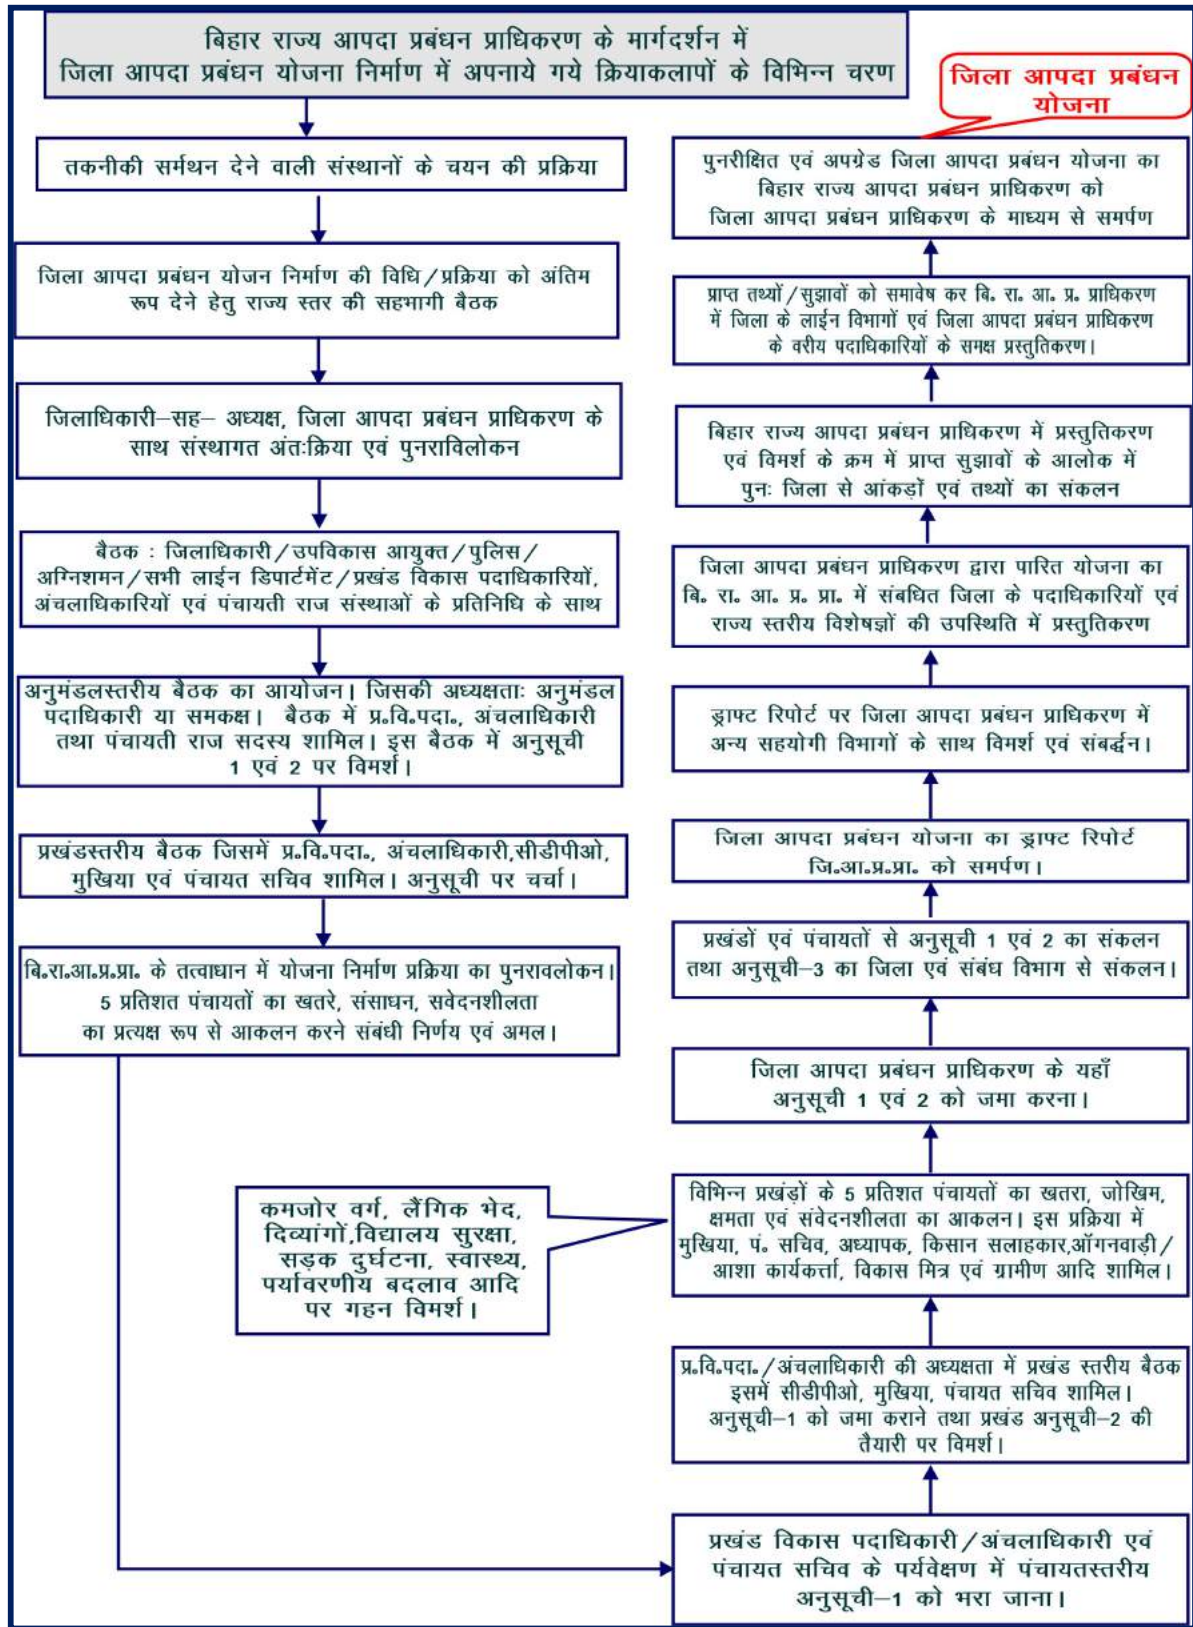 बिहार राज्य आपदा प्रबंधन प्राधिकरण के मार्गदर्शन में
जिला आपदा प्रबंधन योजना निर्माण में अपनाये गये क्रियाकलापों के विभिन्न चरण
तकनीकी सर्मथन देने वाली संस्थानों के चयन की प्रक्रिया
जिला आपदा प्रबंधन योजन निर्माण की विधि/प्रक्रिया को अंतिम
रूप देने हेतु राज्य स्तर की सहभागी बैठक
जिलाधिकारी–सह– अध्यक्ष, जिला आपदा प्रबंधन प्राधिकरण के
साथ संस्थागत अंतःक्रिया एवं पुनराविलोकन
बैठक : जिलाधिकारी/उपविकास आयुक्त/पुलिस/
अग्निशमन/सभी लाईन डिपार्टमेंट/प्रखंड विकास पदाधिकारियों,
अंचलाधिकारियों एवं पंचायती राज संस्थाओं के प्रतिनिधि के साथ
अनुमंडलस्तरीय बैठक का आयोजन। जिसकी अध्यक्षताः अनुमंडल
पदाधिकारी या समकक्ष। बैठक में प्र॰वि॰पदा॰, अंचलाधिकारी
तथा पंचायती राज सदस्य शामिल। इस बैठक में अनुसूची
1 एवं 2 पर विमर्श।
प्रखंडस्तरीय बैठक जिसमें प्र॰वि॰पदा॰, अंचलाधिकारी,सीडीपीओ,
मुखिया एवं पंचायत सचिव शामिल। अनुसूची पर चर्चा।
बि॰रा॰आ॰प्र॰प्रा॰ के तत्वाधान में योजना निर्माण प्रक्रिया का पुनरावलोकन।
5 प्रतिशत पंचायतों का खतरे, संसाधन, सवेदनशीलता
का प्रत्यक्ष रूप से आकलन करने संबंधी निर्णय एवं अमल।
प्रखंड विकास पदाधिकारी/अंचलाधिकारी एवं
पंचायत सचिव के पर्यवेक्षण में पंचायतस्तरीय
अनुसूची–1 को भरा जाना।
प्र॰वि॰पदा॰/अंचलाधिकारी की अध्यक्षता में प्रखंड स्तरीय बैठक
इसमें सीडीपीओ, मुखिया, पंचायत सचिव शामिल।
अनुसूची–1 को जमा कराने तथा प्रखंड अनुसूची–2 की
तैयारी पर विमर्श।
विभिन्न प्रखंड़ों के 5 प्रतिशत पंचायतों का खतरा, जोखिम,
क्षमता एवं संवेदनशीलता का आकलन। इस प्रक्रिया में
मुखिया, पं॰ सचिव, अध्यापक, किसान सलाहकार,ऑगनवाड़ी/
आशा कार्यकर्त्ता, विकास मित्र एवं ग्रामीण आदि शामिल।
कमजोर वर्ग, लैंगिक भेद,
दिव्यांगों,विद्यालय सुरक्षा,
सड़क दुर्घटना, स्वास्थ्य,
पर्यावरणीय बदलाव आदि
पर गहन विमर्श।
जिला आपदा प्रबंधन प्राधिकरण के यहाँ
अनुसूची 1 एवं 2 को जमा करना।
प्रखंडों एवं पंचायतों से अनुसूची 1 एवं 2 का संकलन
तथा अनुसूची–3 का जिला एवं संबंध विभाग से संकलन।
जिला आपदा प्रबंधन योजना का ड्राफ्ट रिपोर्ट
जि॰आ॰प्र॰प्रा॰ को समर्पण।
ड्राफ्ट रिपोर्ट पर जिला आपदा प्रबंधन प्राधिकरण में
अन्य सहयोगी विभागों के साथ विमर्श एवं संबर्द्धन।
जिला आपदा प्रबंधन प्राधिकरण द्वारा पारित योजना का
बि॰ रा॰ आ॰ प्र॰ प्रा॰ में संबधित जिला के पदाधिकारियों एवं
राज्य स्तरीय विशेषज्ञों की उपस्थिति में प्रस्तुतिकरण
बिहार राज्य आपदा प्रबंधन प्राधिकरण में प्रस्तुतिकरण
एवं विमर्श के क्रम में प्राप्त सुझावों के आलोक में
पुनः जिला से आंकड़ों एवं तथ्यों का संकलन
प्राप्त तथ्यों/सुझावों को समावेष कर बि. रा. आ. प्र. प्राधिकरण
में जिला के लाईन विभागों एवं जिला आपदा प्रबंधन प्राधिकरण
के वरीय पदाधिकारियों के समक्ष प्रस्तुतिकरण।
पुनरीक्षित एवं अपग्रेड जिला आपदा प्रबंधन योजना का
बिहार राज्य आपदा प्रबंधन प्राधिकरण को
जिला आपदा प्रबंधन प्राधिकरण के माध्यम से समर्पण
जिला आपदा प्रबंधन
योजना